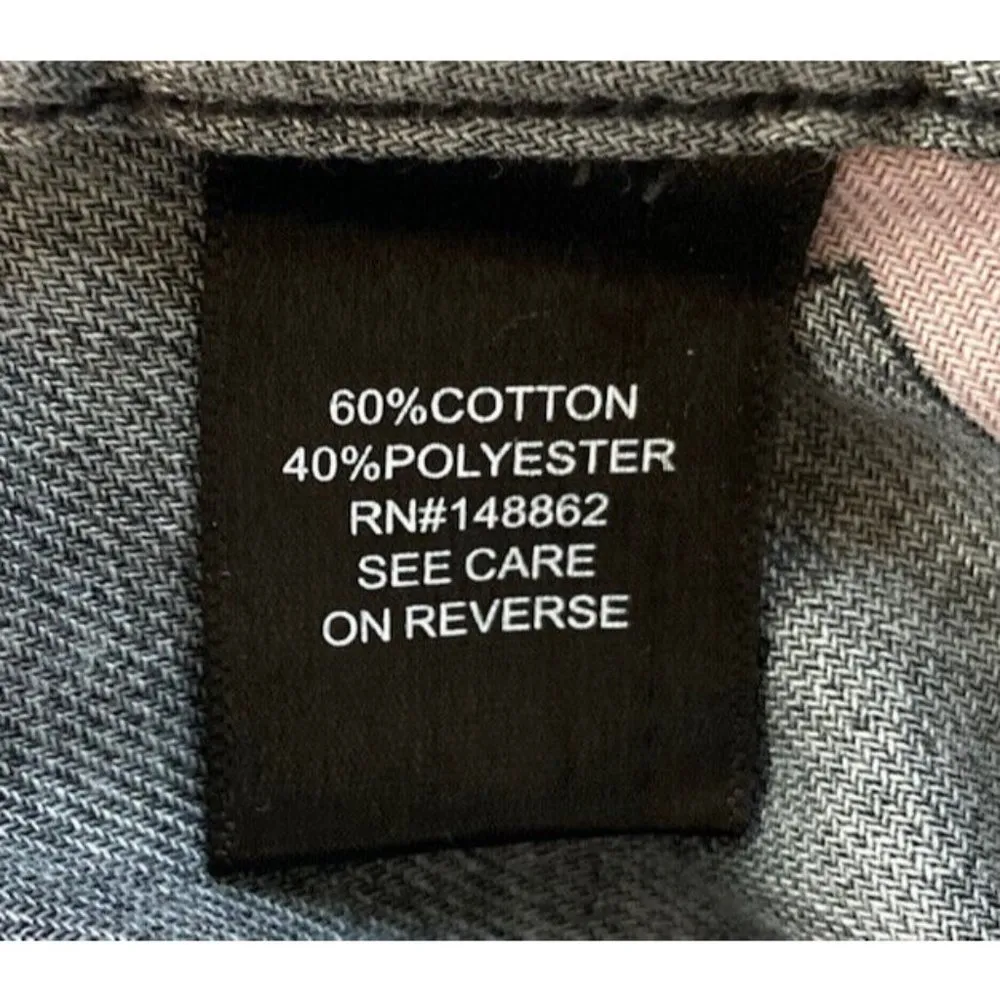 60%COTTON
40%POLYESTER
RN#148862
SEE CARE
ON REVERSE